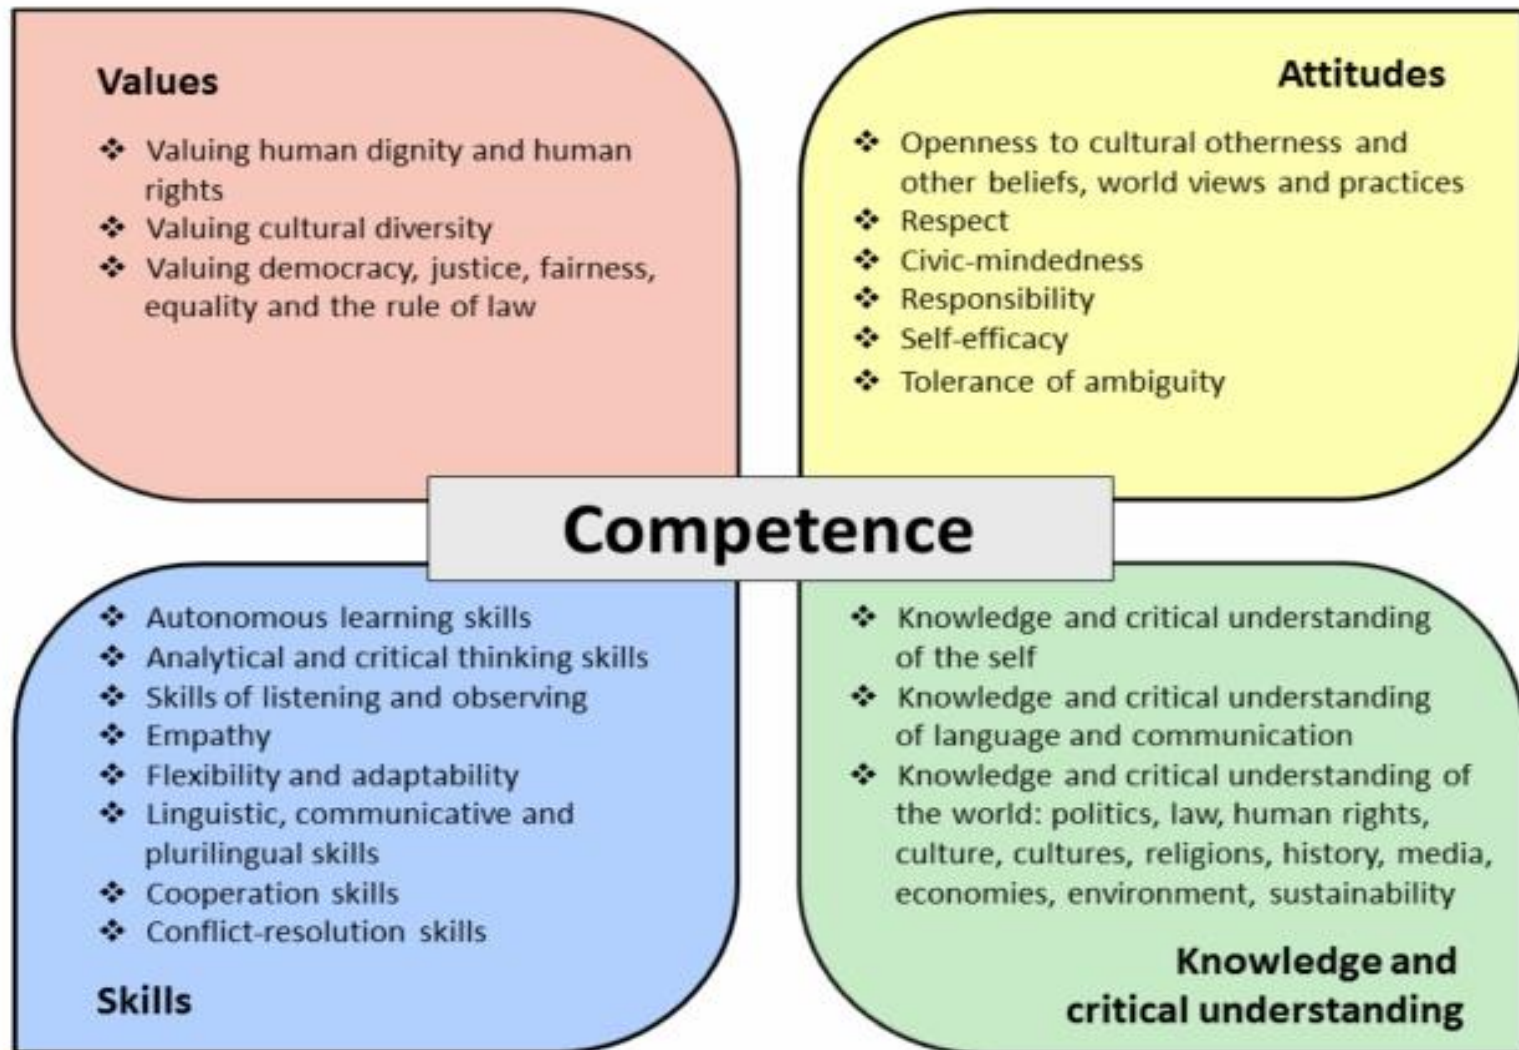 Values
❖ Valuing human dignity and human
rights
❖ Valuing cultural diversity
❖ Valuing democracy, justice, fairness,
equality and the rule of law
Attitudes
❖ Openness to cultural otherness and
other beliefs, world views and practices
❖ Respect
❖ Civic-mindedness
❖ Responsibility
❖ Self-efficacy
❖ Tolerance of ambiguity
Competence
❖ Autonomous learning skills
❖ Analytical and critical thinking skills
❖ Skills of listening and observing
❖ Empathy
❖ Flexibility and adaptability
❖ Linguistic, communicative and
plurilingual skills
❖ Cooperation skills
❖ Conflict-resolution skills
Skills
❖ Knowledge and critical understanding
of the self
❖ Knowledge and critical understanding
of language and communication
❖ Knowledge and critical understanding of
the world: politics, law, human rights,
culture, cultures, religions, history, media,
economies, environment, sustainability
Knowledge and
critical understanding